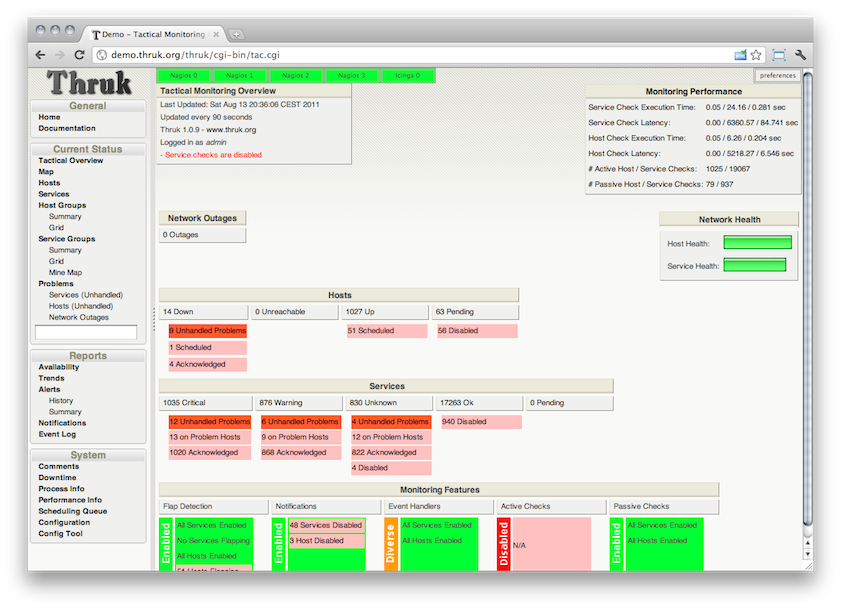 Demo – Tactical Monitoring
demo.thruk.org/thruk/cgi-bin/tac.cgi
Thruk
General
Home
Documentation
Current Status
Tactical Overview
Map
Hosts
Services
Host Groups
Summary
Grid
Service Groups
Summary
Grid
Mine Map
Problems
Services (Unhandled)
Hosts (Unhandled)
Network Outages
Reports
Availability
Trends
Alerts
History
Summary
Notifications
Event Log
System
Comments
Downtime
Process Info
Performance Info
Scheduling Queue
Configuration
Config Tool
Nagios 0 Nagios 1 Nagios 2 Nagios 3 Icinga 0
preferences
Tactical Monitoring Overview
Last Updated: Sat Aug 13 20:36:06 CEST 2011
Updated every 90 seconds
Thruk 1.0.9 - www.thruk.org
Logged in as admin
- Service checks are disabled
Monitoring Performance
Service Check Execution Time: 0.05 / 24.16 / 0.281 sec
Service Check Latency: 0.00 / 6360.57 / 84.741 sec
Host Check Execution Time: 0.05 / 6.26 / 0.204 sec
Host Check Latency: 0.00 / 5218.27 / 6.546 sec
# Active Host / Service Checks: 1025 / 19067
# Passive Host / Service Checks: 79 / 937
Network Outages
0 Outages
Network Health
Host Health:
Service Health:
Hosts
14 Down 0 Unreachable 1027 Up 63 Pending
9 Unhandled Problems 51 Scheduled 56 Disabled
1 Scheduled
4 Acknowledged
Services
1035 Critical 876 Warning 830 Unknown 17263 Ok 0 Pending
12 Unhandled Problems 6 Unhandled Problems 4 Unhandled Problems 940 Disabled
13 on Problem Hosts 9 on Problem Hosts 12 on Problem Hosts
1020 Acknowledged 868 Acknowledged 822 Acknowledged
4 Disabled
Monitoring Features
Flap Detection Notifications Event Handlers Active Checks Passive Checks
Enabled
All Services Enabled
No Services Flapping
All Hosts Enabled
Enabled
48 Services Disabled
3 Host Disabled
Diverse
All Services Enabled
All Hosts Enabled
Disabled
N/A
Enabled
All Services Enabled
All Hosts Enabled